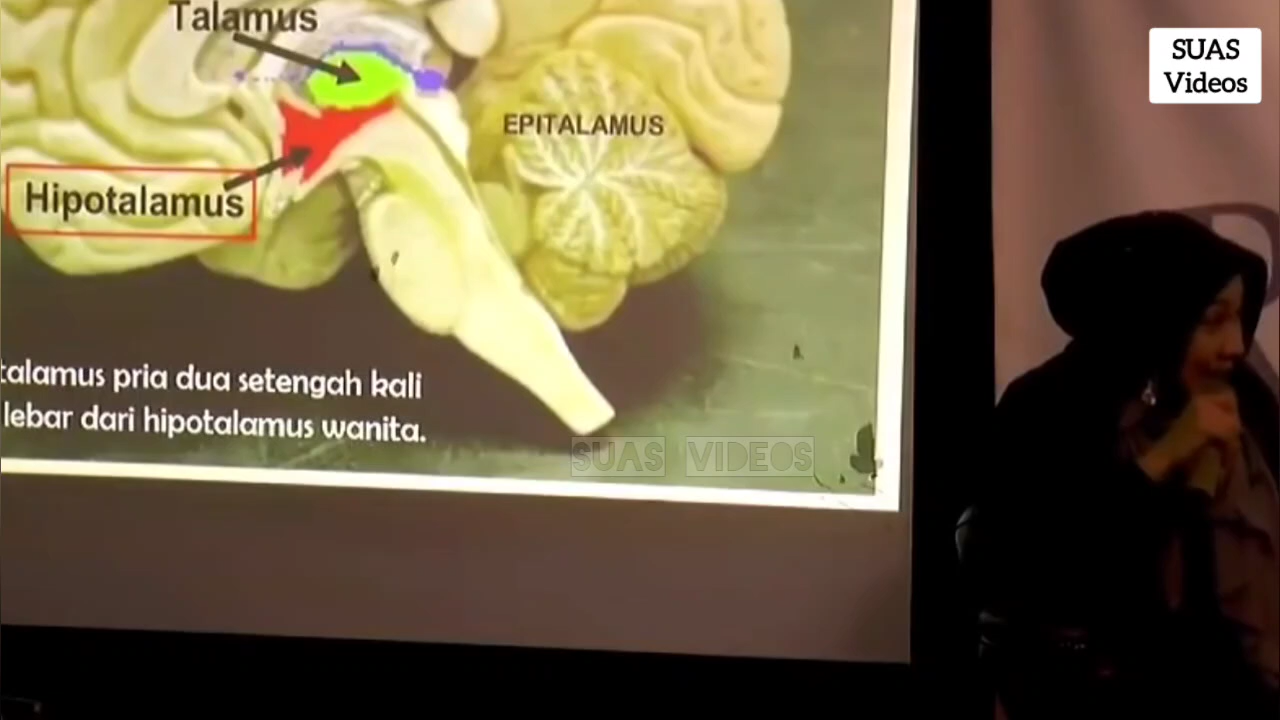 Talamus
SUAS
Videos
EPITALAMUS
Hipotalamus
talamus pria dua setengah kali
lebar dari hipotalamus wanita.
SUAS VIDEOS